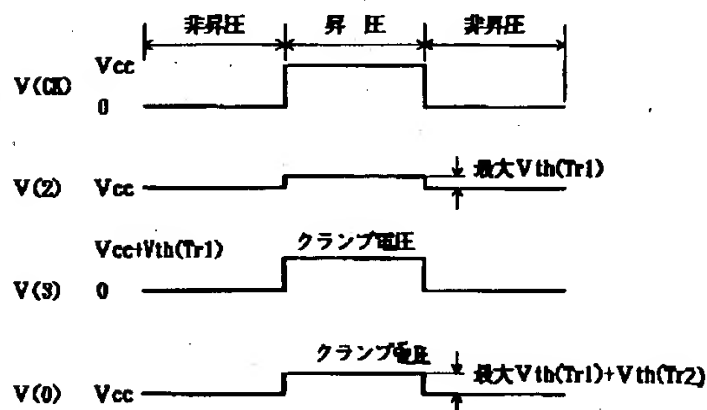 非昇圧 昇 圧 非昇圧
V(CK) Vcc
0
V(2) Vcc 最大Vth(Tr1)
Vcc+Vth(Tr1) クランプ電圧
V(3) 0
クランプ電圧
V(0) Vcc 最大Vth(Tr1)+Vth(Tr2)